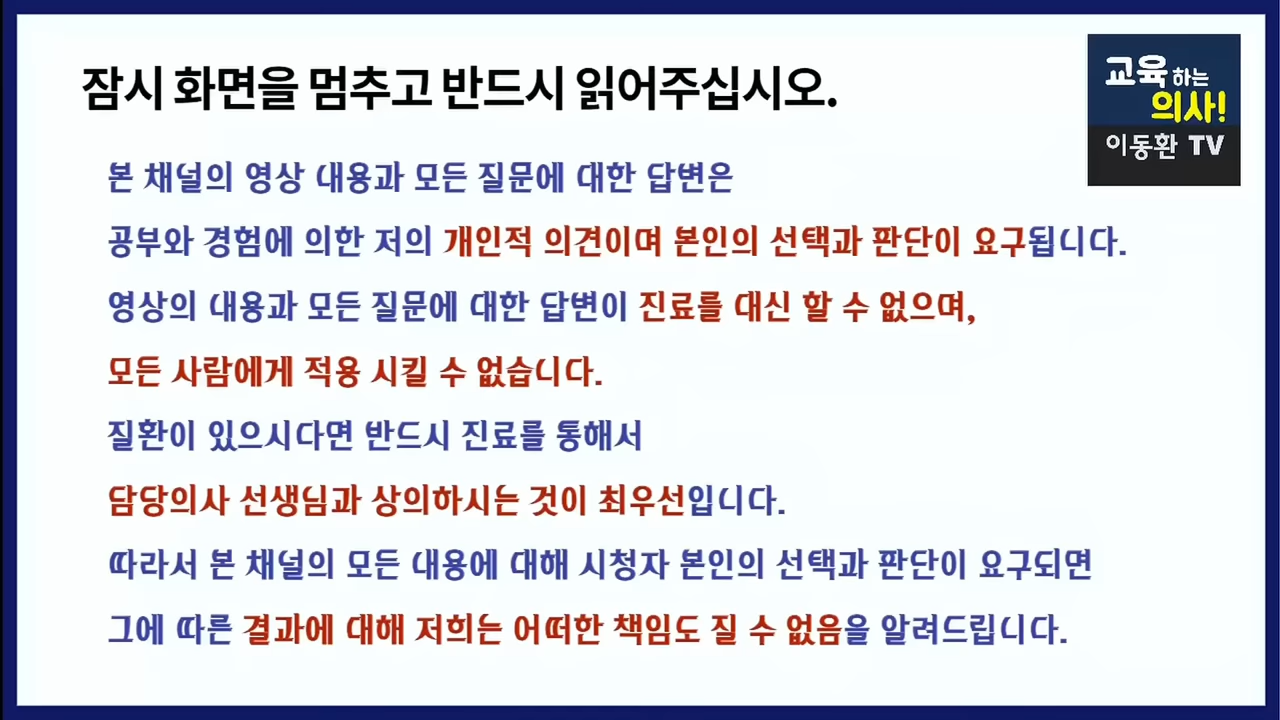 잠시 화면을 멈추고 반드시 읽어주십시오.
교육 하는
의사!
이동환 TV
본 채널의 영상 내용과 모든 질문에 대한 답변은
공부와 경험에 의한 저의 개인적 의견이며 본인의 선택과 판단이 요구됩니다.
영상의 내용과 모든 질문에 대한 답변이 진료를 대신 할 수 없으며,
모든 사람에게 적용 시킬 수 없습니다.
질환이 있으시다면 반드시 진료를 통해서
담당의사 선생님과 상의하시는 것이 최우선입니다.
따라서 본 채널의 모든 내용에 대해 시청자 본인의 선택과 판단이 요구되면
그에 따른 결과에 대해 저희는 어떠한 책임도 질 수 없음을 알려드립니다.